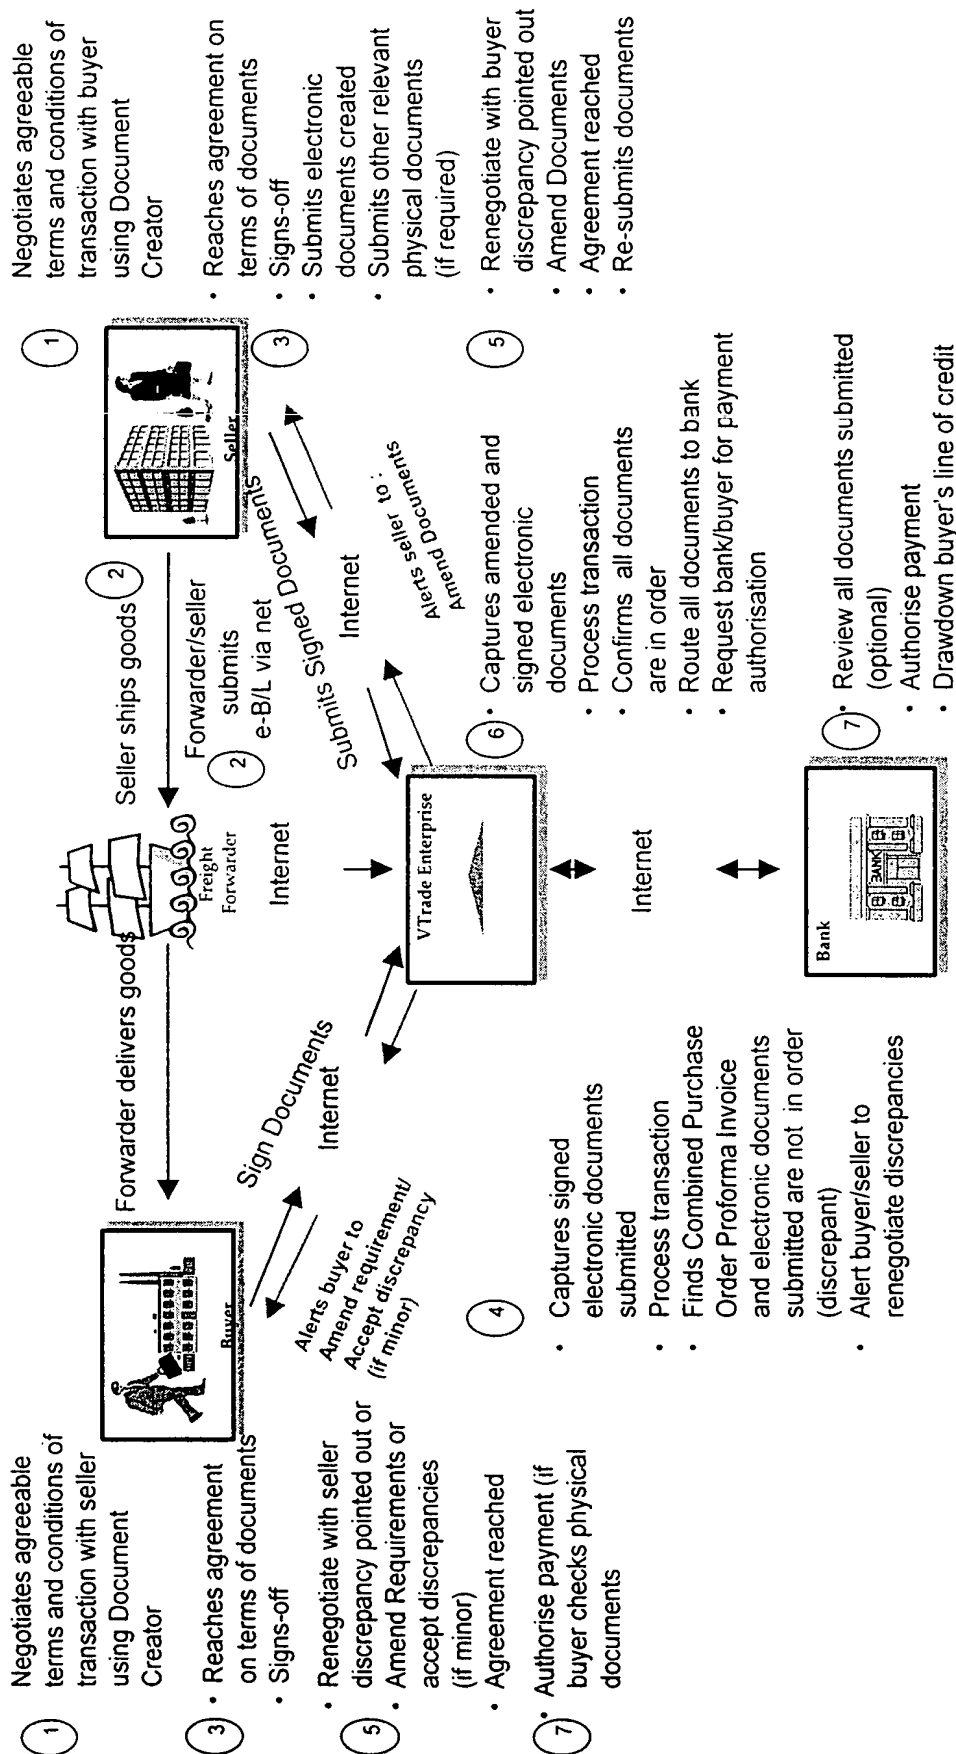 Negotiates agreeable
terms and conditions of
transaction with seller
using Document
Creator
1
• Reaches agreement
on terms of documents
• Signs-off
3
• Renegotiate with seller
discrepancy pointed out or
• Amend Requirements or
accept discrepancies
(if minor)
• Agreement reached
5
• Authorise payment (if
buyer checks physical
documents
7
Buyer
Forwarder delivers goods
Freight
Forwarder
Seller ships goods
2
Forwarder/seller
submits
e-B/L via net
2
Seller
Negotiates agreeable
terms and conditions of
transaction with buyer
using Document
Creator
1
• Reaches agreement on
terms of documents
• Signs-off
• Submits electronic
documents created
• Submits other relevant
physical documents
(if required)
3
• Renegotiate with buyer
discrepancy pointed out
• Amend Documents
• Agreement reached
• Re-submits documents
5
Sign Documents
Internet
Alerts buyer to
Amend requirement/
Accept discrepancy
(if minor)
Internet
Submits Signed Documents
Internet
Alerts seller to :
Amend Documents
VTrade Enterprise
4
• Captures signed
electronic documents
submitted
• Process transaction
• Finds Combined Purchase
Order Proforma Invoice
and electronic documents
submitted are not in order
(discrepant)
• Alert buyer/seller to
renegotiate discrepancies
6
• Captures amended and
signed electronic
documents
• Process transaction
• Confirms all documents
are in order
• Route all documents to bank
• Request bank/buyer for payment
authorisation
Internet
Bank
BANK
7
• Review all documents submitted
(optional)
• Authorise payment
• Drawdown buyer's line of credit